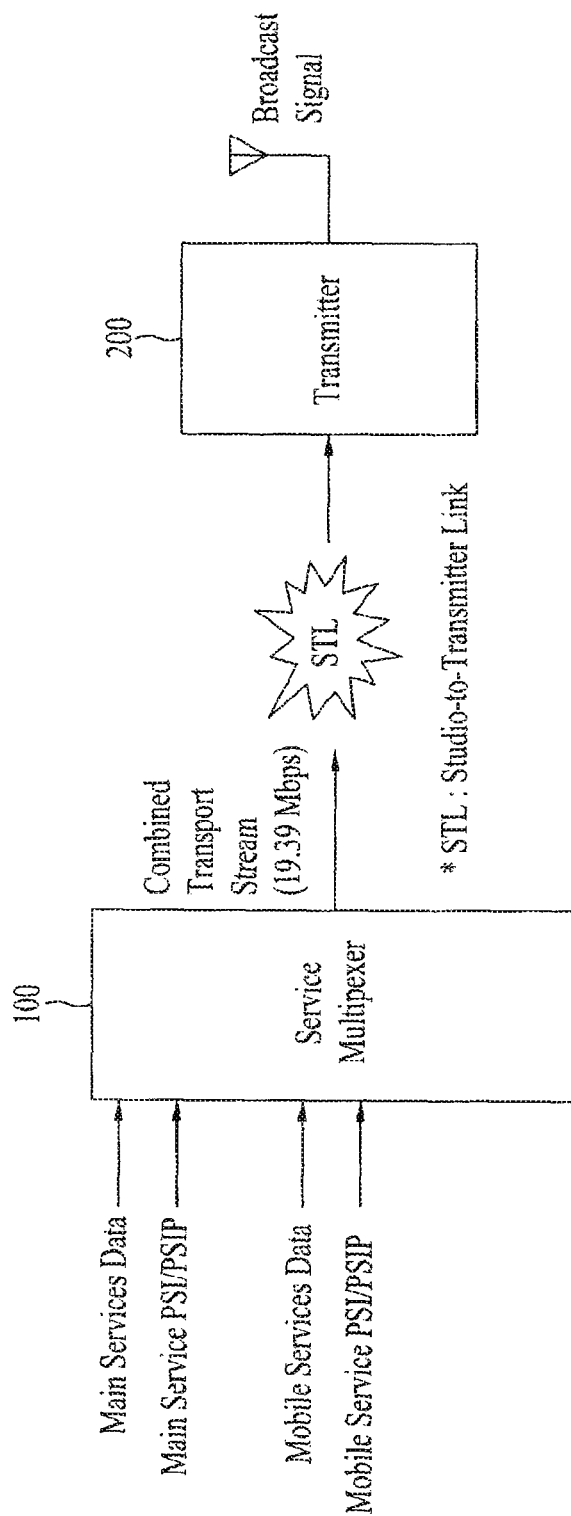 Main Services Data
Main Service PSI/PSIP
Mobile Services Data
Mobile Service PSI/PSIP
100
Service
Multipexer
Combined
Transport
Stream
(19.39 Mbps)
STL
200
Transmitter
Broadcast
Signal
* STL : Studio-to-Transmitter Link